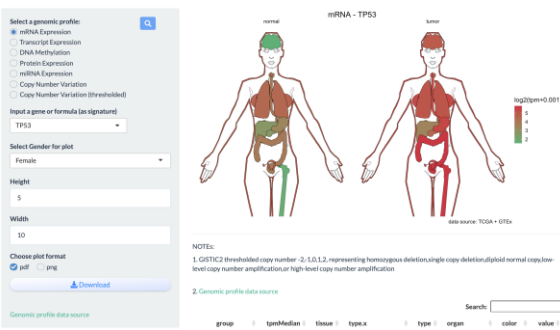 Select a genomic profile:
mRNA Expression
Transcript Expression
DNA Methylation
Protein Expression
miRNA Expression
Copy Number Variation
Copy Number Variation (thresholded)
Input a gene or formula (as signature)
TP53
Select Gender for plot
Female
Height
5
Width
10
Choose plot format
pdf png
Download
Genomic profile data source
mRNA - TP53
normal
tumor
log2(tpm+0.001
5
4
3
2
data source: TCGA + GTEx
NOTEs:
1. GISTIC2 thresholded copy number -2,-1,0,1,2, representing homozygous deletion,single copy deletion,diploid normal copy,low-
level copy number amplification,or high-level copy number amplification
2. Genomic profile data source
Search:
group tpmMedian tissue type.x type organ color value